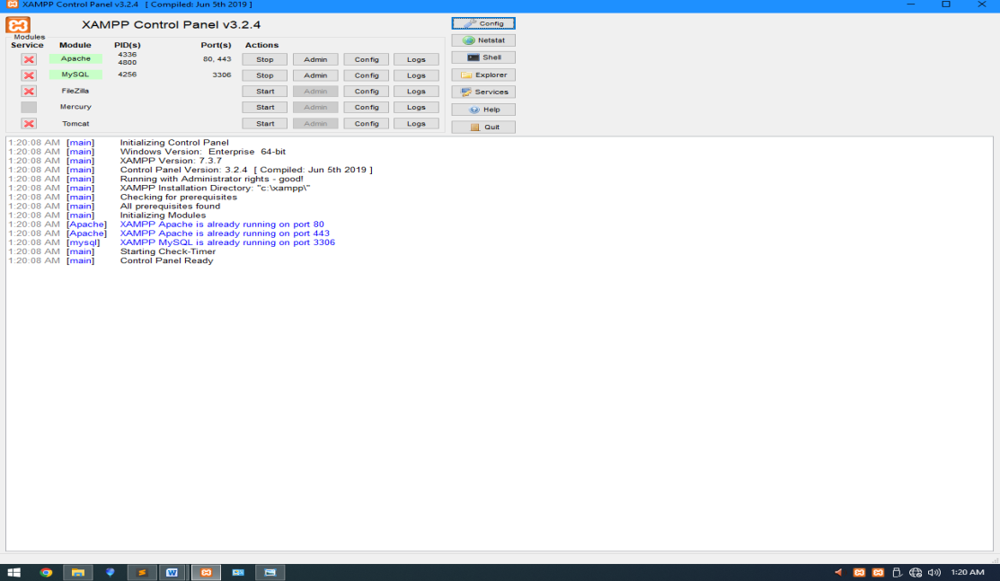 XAMPP Control Panel v3.2.4 [ Compiled: Jun 5th 2019 ]
XAMPP Control Panel v3.2.4
Modules
Service Module PID(s) Port(s) Actions
Apache 4336 4800 80, 443 Stop Admin Config Logs
MySQL 4256 3306 Stop Admin Config Logs
FileZilla Start Admin Config Logs
Mercury Start Admin Config Logs
Tomcat Start Admin Config Logs
Config
Netstat
Shell
Explorer
Services
Help
Quit
1:20:08 AM [main] Initializing Control Panel
1:20:08 AM [main] Windows Version: Enterprise 64-bit
1:20:08 AM [main] XAMPP Version: 7.3.7
1:20:08 AM [main] Control Panel Version: 3.2.4 [ Compiled: Jun 5th 2019 ]
1:20:08 AM [main] Running with Administrator rights - good!
1:20:08 AM [main] XAMPP Installation Directory: "c:\xampp\"
1:20:08 AM [main] Checking for prerequisites
1:20:08 AM [main] All prerequisites found
1:20:08 AM [main] Initializing Modules
1:20:08 AM [Apache] XAMPP Apache is already running on port 80
1:20:08 AM [Apache] XAMPP Apache is already running on port 443
1:20:08 AM [mysql] XAMPP MySQL is already running on port 3306
1:20:08 AM [main] Starting Check-Timer
1:20:08 AM [main] Control Panel Ready
1:20 AM